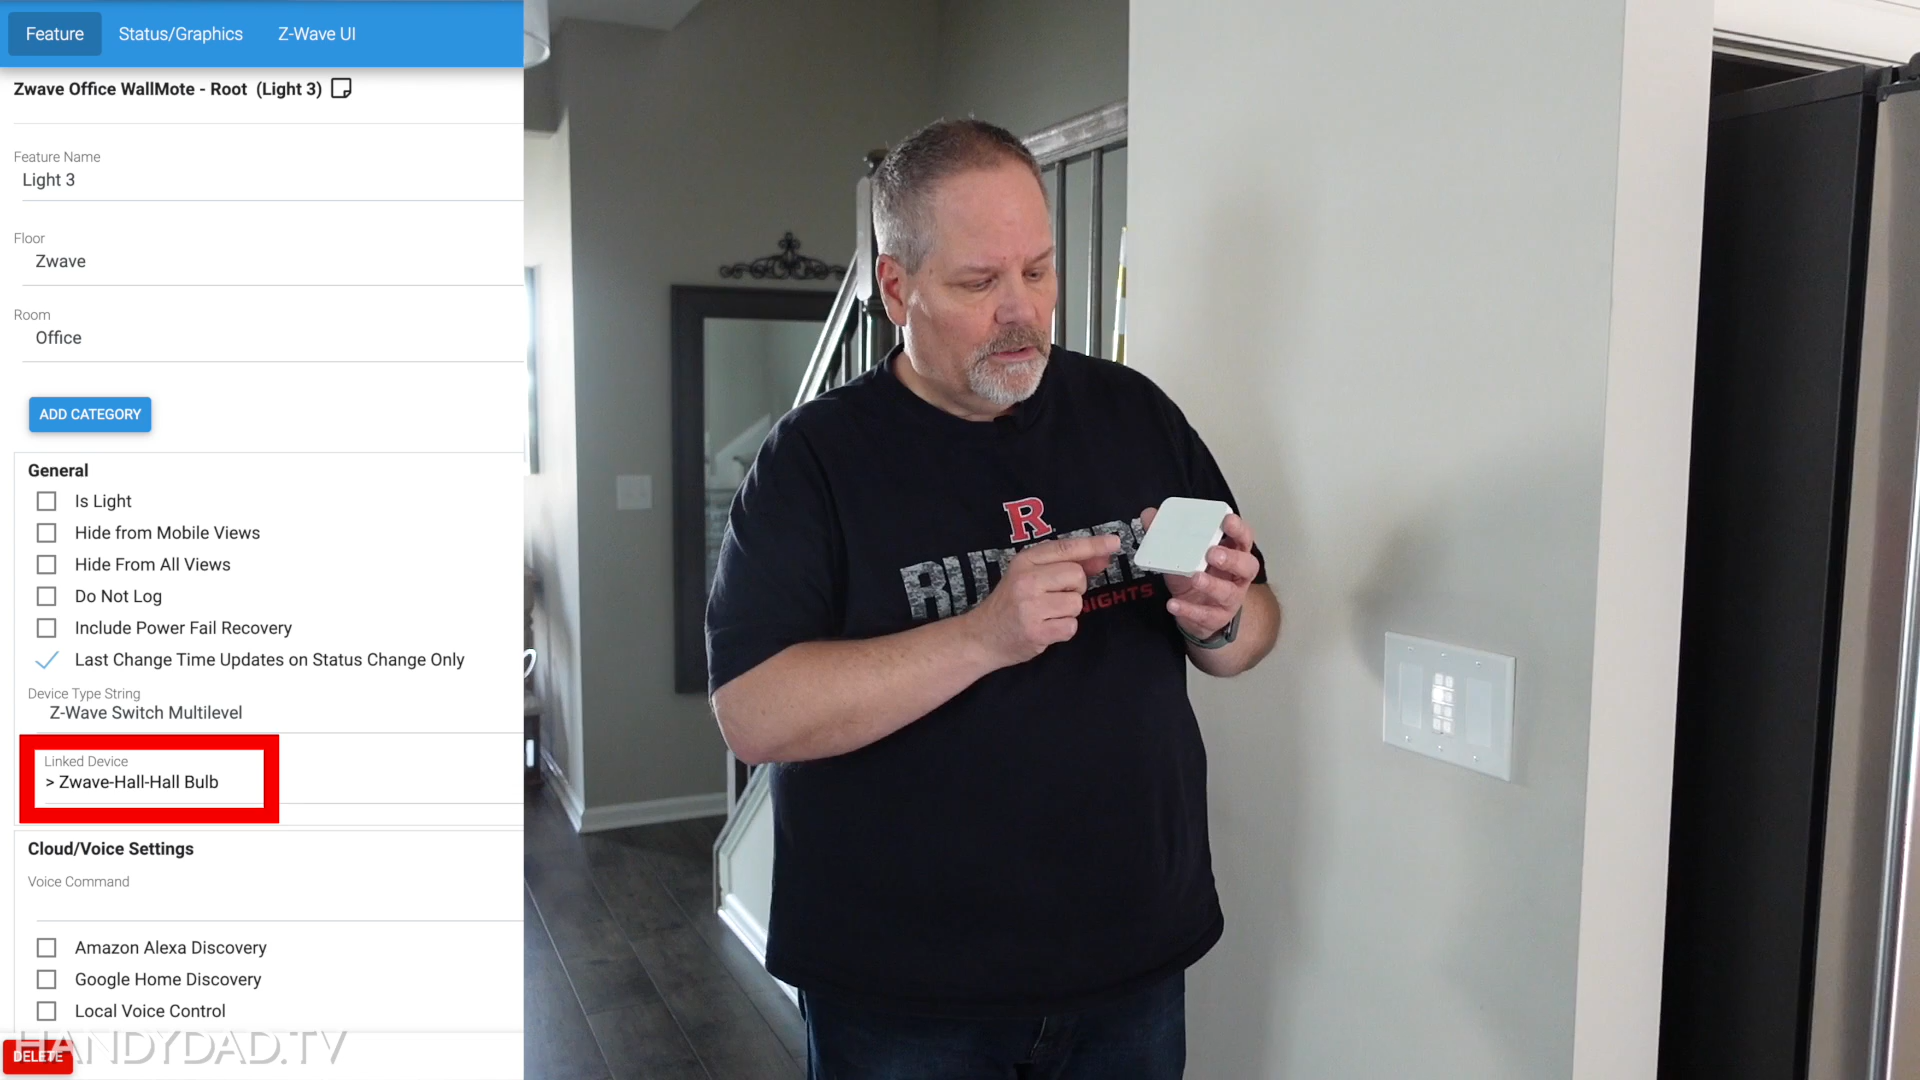 Feature Status/Graphics Z-Wave UI
Zwave Office WallMote - Root (Light 3)
Feature Name
Light 3
Floor
Zwave
Room
Office
ADD CATEGORY
General
Is Light
Hide from Mobile Views
Hide From All Views
Do Not Log
Include Power Fail Recovery
Last Change Time Updates on Status Change Only
Device Type String
Z-Wave Switch Multilevel
Linked Device
> Zwave-Hall-Hall Bulb
Cloud/Voice Settings
Voice Command
Amazon Alexa Discovery
Google Home Discovery
Local Voice Control
HANDYDAD.TV
DELETE
R